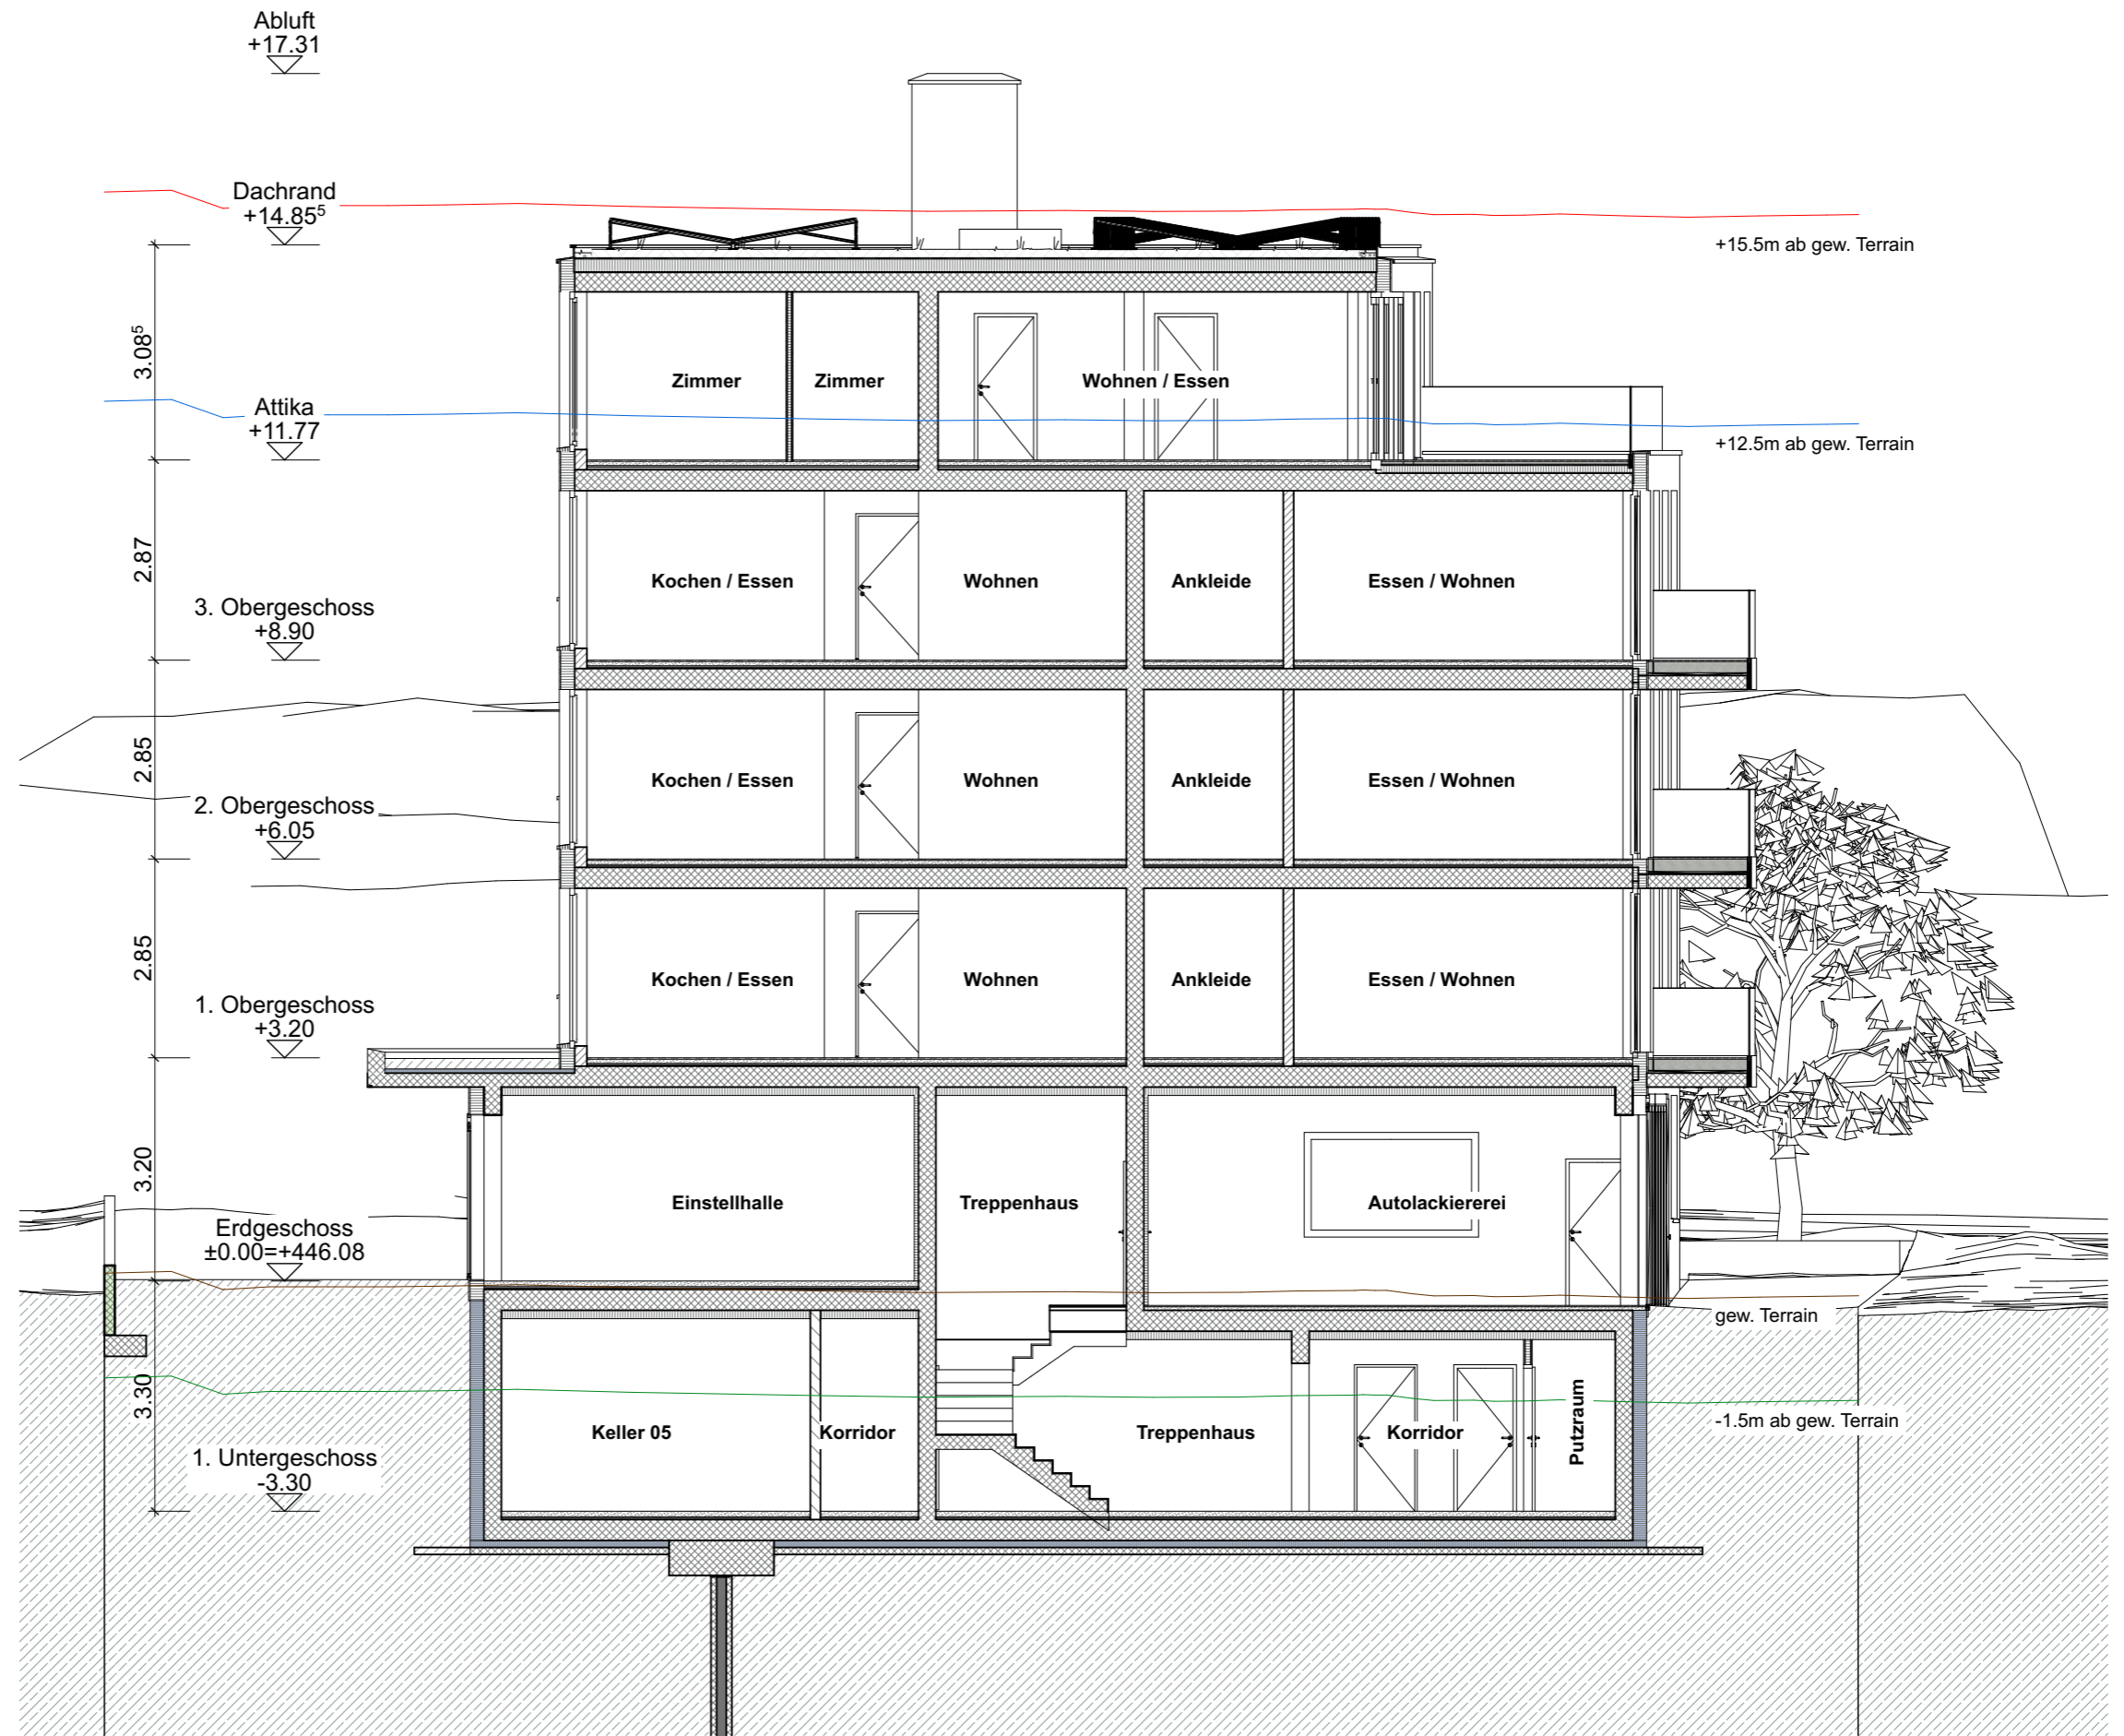 Abluft
+17.31
Dachrand
+14.85⁵
+15.5m ab gew. Terrain
3.08⁵
Zimmer
Zimmer
Wohnen / Essen
Attika
+11.77
+12.5m ab gew. Terrain
2.87
Kochen / Essen
Wohnen
Ankleide
Essen / Wohnen
3. Obergeschoss
+8.90
2.85
Kochen / Essen
Wohnen
Ankleide
Essen / Wohnen
2. Obergeschoss
+6.05
2.85
Kochen / Essen
Wohnen
Ankleide
Essen / Wohnen
1. Obergeschoss
+3.20
3.20
Einstellhalle
Treppenhaus
Autolackiererei
Erdgeschoss
±0.00=+446.08
gew. Terrain
3.30
Keller 05
Korridor
Treppenhaus
Korridor
Putzraum
-1.5m ab gew. Terrain
1. Untergeschoss
-3.30